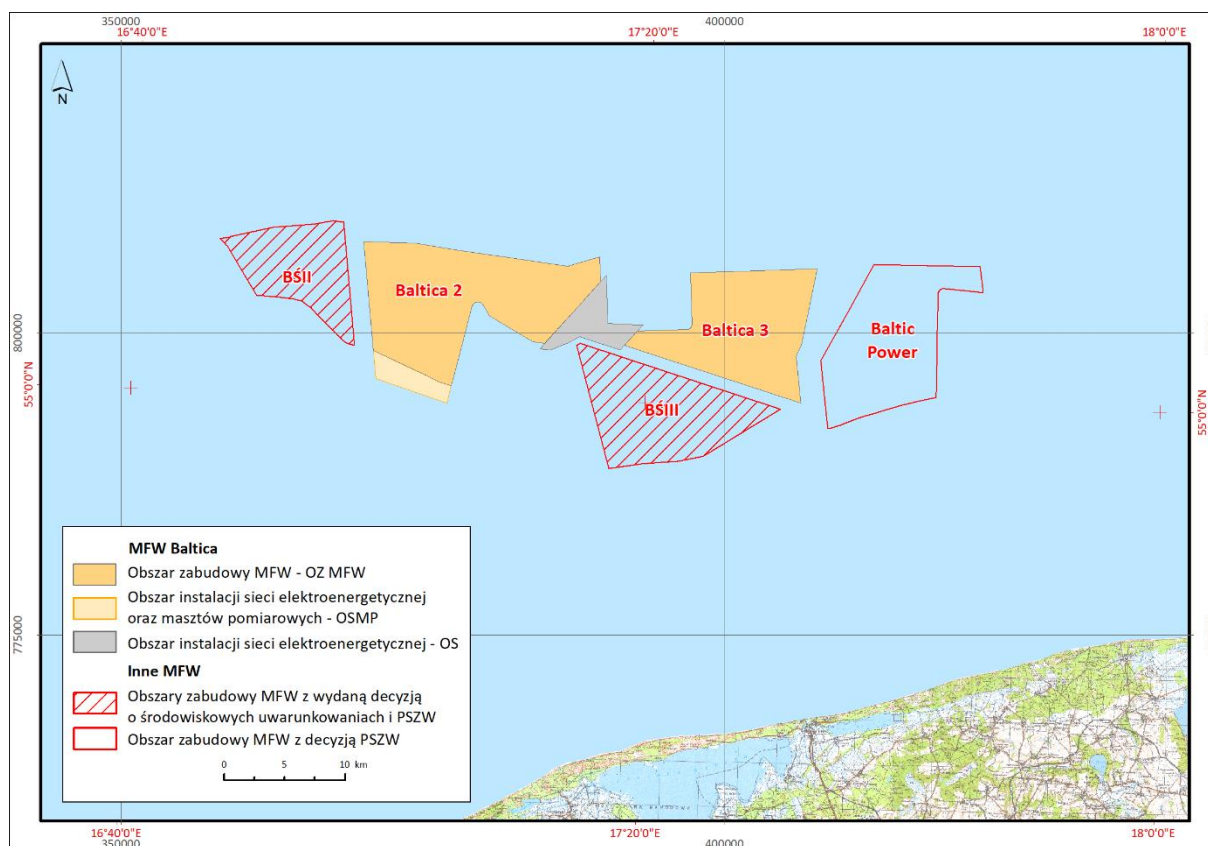 350000
400000
16°40'0"E
17°20'0"E
18°0'0"E
N
BŚII
Baltica 2
Baltica 3
Baltic
Power
800000
55°0'0"N
55°0'0"N
BŚIII
MFW Baltica
Obszar zabudowy MFW - OZ MFW
Obszar instalacji sieci elektroenergetycznej
oraz masztów pomiarowych - OSMP
Obszar instalacji sieci elektroenergetycznej - OS
Inne MFW
Obszary zabudowy MFW z wydaną decyzją
o środowiskowych uwarunkowaniach i PSZW
Obszar zabudowy MFW z decyzją PSZW
0 5 10 km
775000
16°40'0"E
17°20'0"E
18°0'0"E
350000
400000